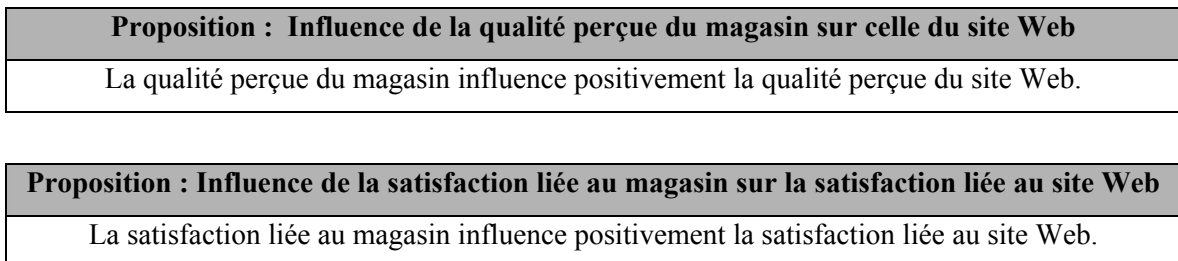 Proposition : Influence de la qualité perçue du magasin sur celle du site Web
La qualité perçue du magasin influence positivement la qualité perçue du site Web.
Proposition : Influence de la satisfaction liée au magasin sur la satisfaction liée au site Web
La satisfaction liée au magasin influence positivement la satisfaction liée au site Web.